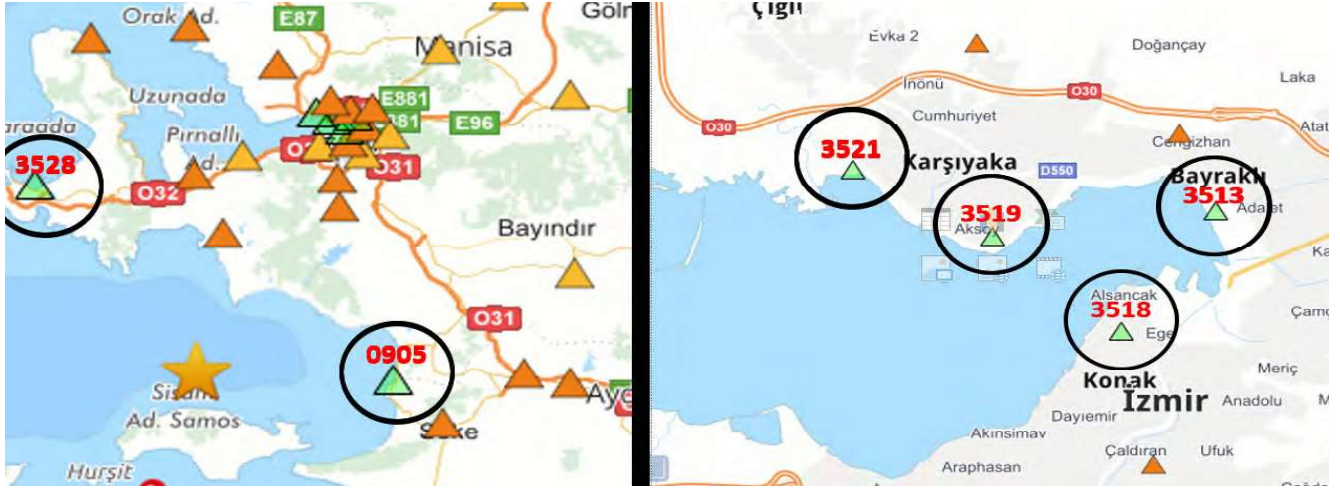 Orak Ad.
E87
Göln
Manisa
Uzunada
E881
E96
Pırnallı
Ad.
3528
O31
O32
Bayındır
O31
0905
Sisam
Ad. Samos
Söke
Hurşit
Çiğli
Evka 2
Doğançay
Laka
İnönü
O30
Cumhuriyet
O30
Cengizhan
3521
Karşıyaka
D550
Bayraklı
3513
Adalet
3519
Aksoy
Alsancak
3518
Ege
Konak
İzmir
Meriç
Anadolu
Dayıemir
Akınsimav
Çaldıran
Ufuk
Araphasan